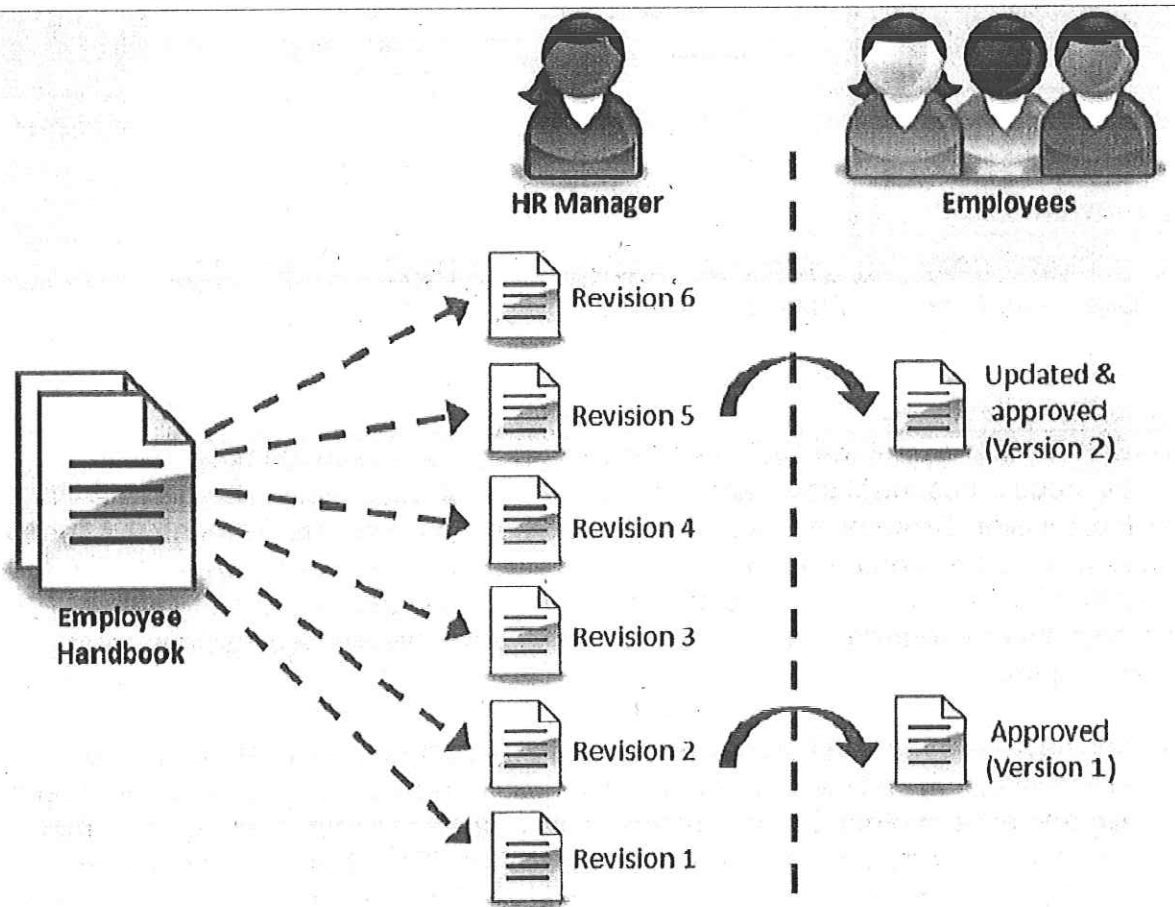 HR Manager
Employees
Revision 6
Revision 5
Updated &
approved
(Version 2)
Revision 4
Employee
Handbook
Revision 3
Revision 2
Approved
(Version 1)
Revision 1